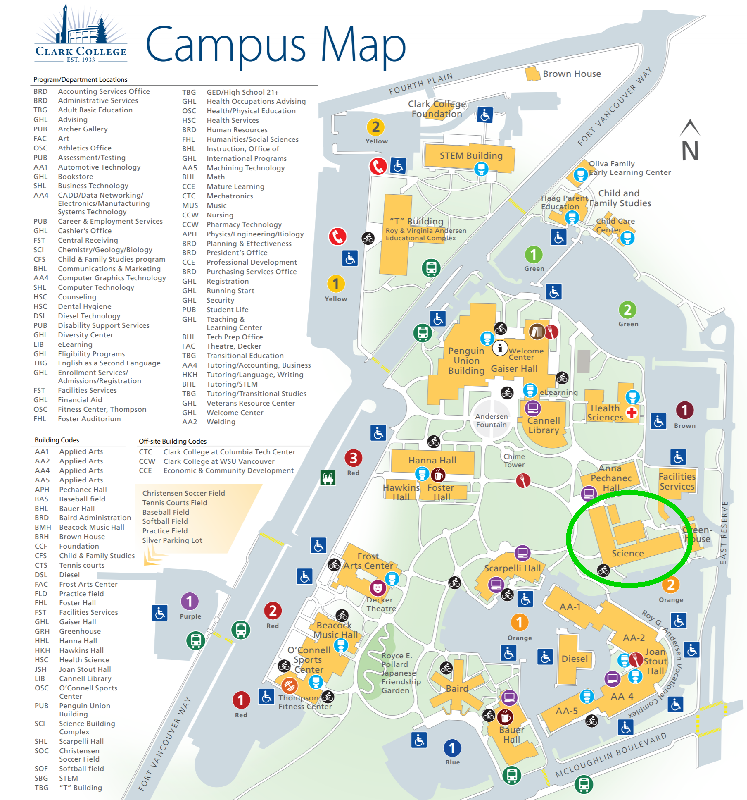 CLARK COLLEGE
EST. 1933
Campus Map
Program/Department Locations
BRD Accounting Services Office
BRD Administrative Services
TBG Adult Basic Education
GHL Advising
PUB Archer Gallery
FAC Art
OSC Athletics Office
PUB Assessment/Testing
AA1 Automotive Technology
GHL Bookstore
SHL Business Technology
AA4 CADD/Data Networking/
Electronics/Manufacturing
Systems Technology
PUB Career & Employment Services
GHL Cashier's Office
FST Central Receiving
SCI Chemistry/Geology/Biology
CFS Child & Family Studies program
BHL Communications & Marketing
AA4 Computer Graphics Technology
SHL Computer Technology
HSC Counseling
HSC Dental Hygiene
DSL Diesel Technology
PUB Disability Support Services
GHL Diversity Center
LIB eLearning
GHL Eligibility Programs
TBG English as a Second Language
GHL Enrollment Services/
Admissions/Registration
FST Facilities Services
GHL Financial Aid
OSC Fitness Center, Thompson
FHL Foster Auditorium
TBG GED/High School 21+
GHL Health Occupations Advising
OSC Health/Physical Education
HSC Health Services
BRD Human Resources
FHL Humanities/Social Sciences
BHL Instruction, Office of
GHL International Programs
AA5 Machining Technology
BHL Math
CCE Mature Learning
CTC Mechatronics
MUS Music
CCW Nursing
CCW Pharmacy Technology
APH Physics/Engineering/Biology
BRD Planning & Effectiveness
BRD President's Office
CCE Professional Development
BRD Purchasing Services Office
GHL Registration
GHL Running Start
GHL Security
PUB Student Life
GHL Teaching &
Learning Center
BHL Tech Prep Office
FAC Theatre, Decker
TBG Transitional Education
AA4 Tutoring/Accounting, Business
HKH Tutoring/Language, Writing
BHL Tutoring/STEM
TBG Tutoring/Transitional Studies
GHL Veterans Resource Center
GHL Welcome Center
AA2 Welding
Building Codes
AA1 Applied Arts
AA2 Applied Arts
AA4 Applied Arts
AA5 Applied Arts
APH Pechanec Hall
BAS Baseball field
BHL Bauer Hall
BRD Baird Administration
BMH Beacock Music Hall
BRH Brown House
CCF Foundation
CFS Child & Family Studies
CTS Tennis courts
DSL Diesel
FAC Frost Arts Center
FLD Practice field
FHL Foster Hall
FST Facilities Services
GHL Gaiser Hall
GRH Greenhouse
HHL Hanna Hall
HKH Hawkins Hall
HSC Health Science
JSH Joan Stout Hall
LIB Cannell Library
OSC O'Connell Sports
Center
PUB Penguin Union
Building
SCI Science Building
Complex
SHL Scarpelli Hall
SOC Christensen
Soccer Field
SOF Softball field
SBG STEM
TBG "T" Building
Off-site Building Codes
CTC Clark College at Columbia Tech Center
CCW Clark College at WSU Vancouver
CCE Economic & Community Development
Christensen Soccer Field
Tennis Courts Field
Baseball Field
Softball Field
Practice Field
Silver Parking Lot
FOURTH PLAIN
Brown House
FORT VANCOUVER WAY
N
Clark College
Foundation
2
Yellow
STEM Building
Oliva Family
Early Learning Center
Haag Parent
Education
Child and
Family Studies
Child Care
Center
"T" Building
Roy & Virginia Andersen
Educational Complex
1
Green
1
Yellow
2
Green
Penguin
Union
Building
i
Welcome
Center
Gaiser Hall
eLearning
Andersen
Fountain
Cannell
Library
Health
Sciences
1
Brown
3
Red
Hanna Hall
Hawkins
Hall
Foster
Hall
Chime
Tower
Anna
Pechanec
Hall
Facilities
Services
Green-
house
Science
EAST RESERVE
Frost
Arts Center
Decker
Theatre
Scarpelli Hall
2
Orange
1
Purple
2
Red
Beacock
Music Hall
O'Connell
Sports
Center
Thompson
Fitness Center
1
Red
Royce E.
Pollard
Japanese
Friendship
Garden
1
Orange
AA-1
AA-2
Diesel
Joan
Stout
Hall
AA-4
AA-5
Roy G. Andersen Vocational Complex
Baird
Bauer
Hall
1
Blue
FORT VANCOUVER WAY
MCLOUGHLIN BOULEVARD